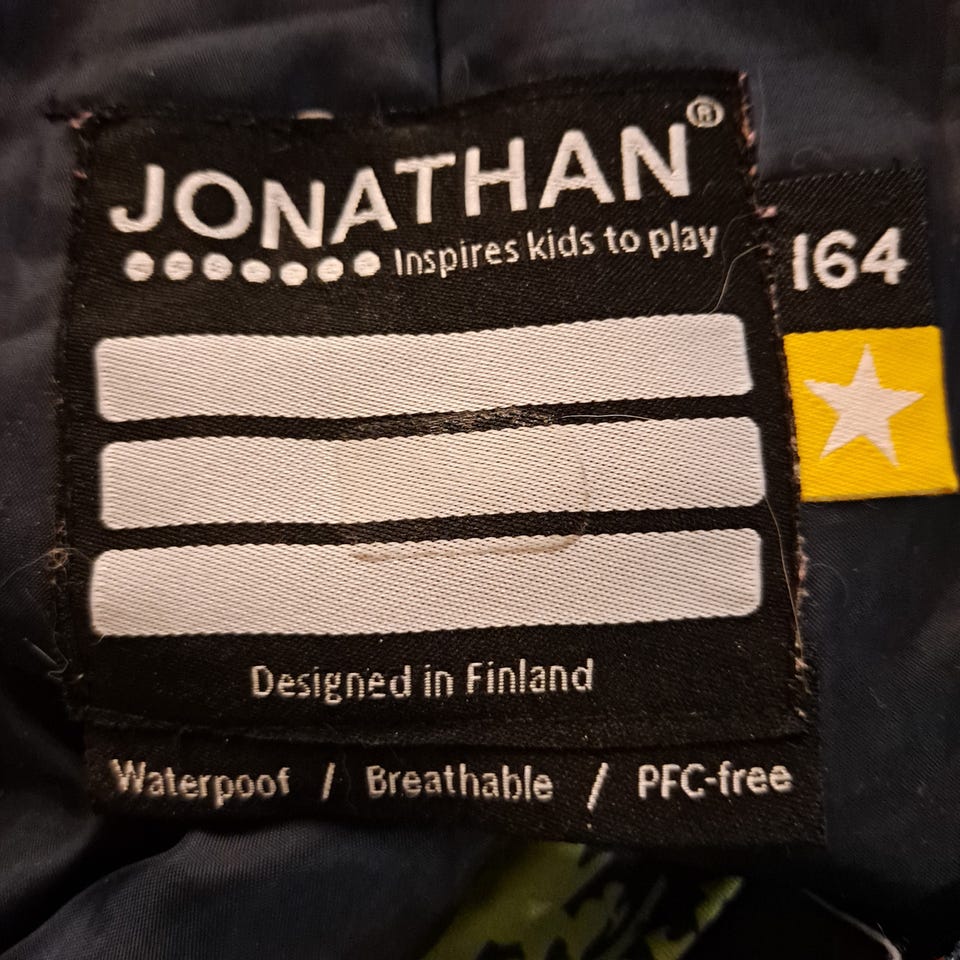 JONATHAN®
Inspires kids to play
164
Designed in Finland
Waterpoof / Breathable / PFC-free